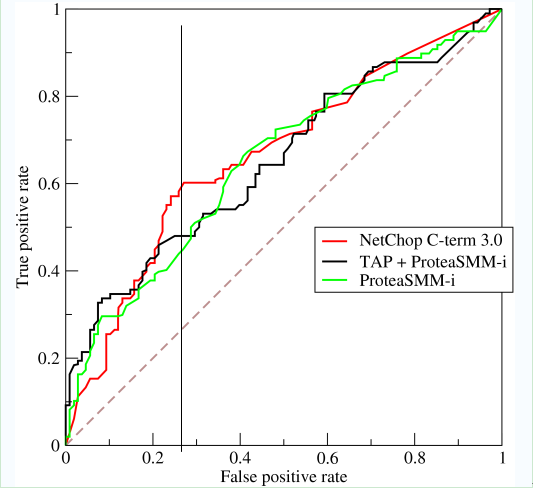 1
0.8
0.6
0.4
0.2
0
True positive rate
NetChop C-term 3.0
TAP + ProteaSMM-i
ProteaSMM-i
0 0.2 0.4 0.6 0.8 1
False positive rate